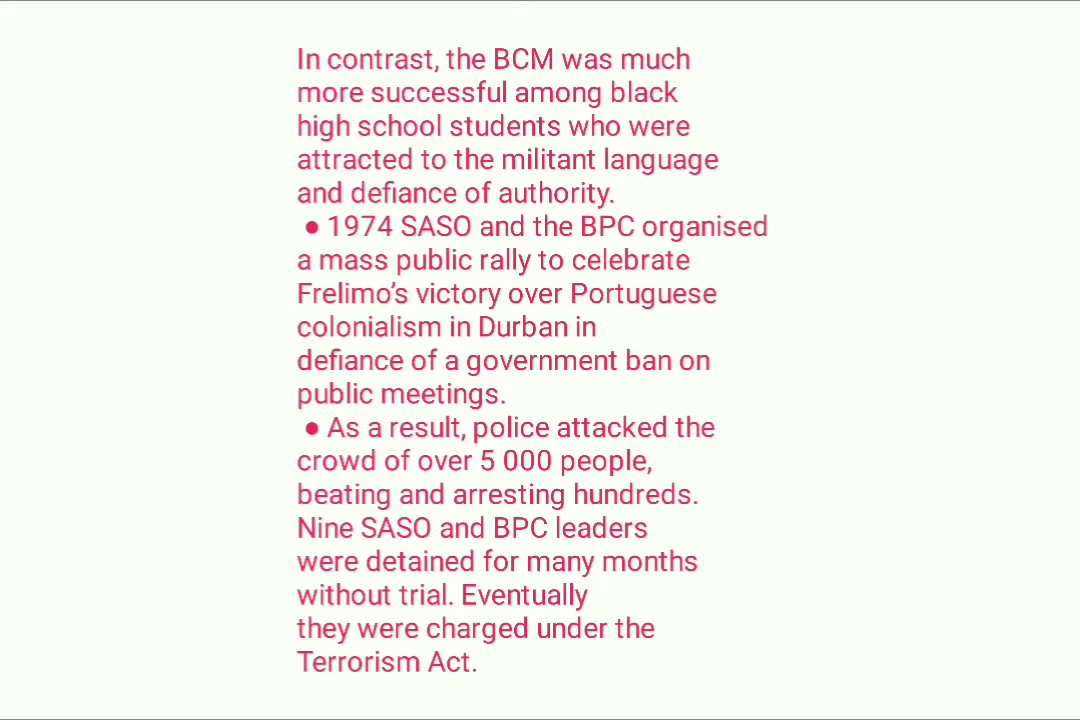 In contrast, the BCM was much
more successful among black
high school students who were
attracted to the militant language
and defiance of authority.
● 1974 SASO and the BPC organised
a mass public rally to celebrate
Frelimo’s victory over Portuguese
colonialism in Durban in
defiance of a government ban on
public meetings.
● As a result, police attacked the
crowd of over 5 000 people,
beating and arresting hundreds.
Nine SASO and BPC leaders
were detained for many months
without trial. Eventually
they were charged under the
Terrorism Act.